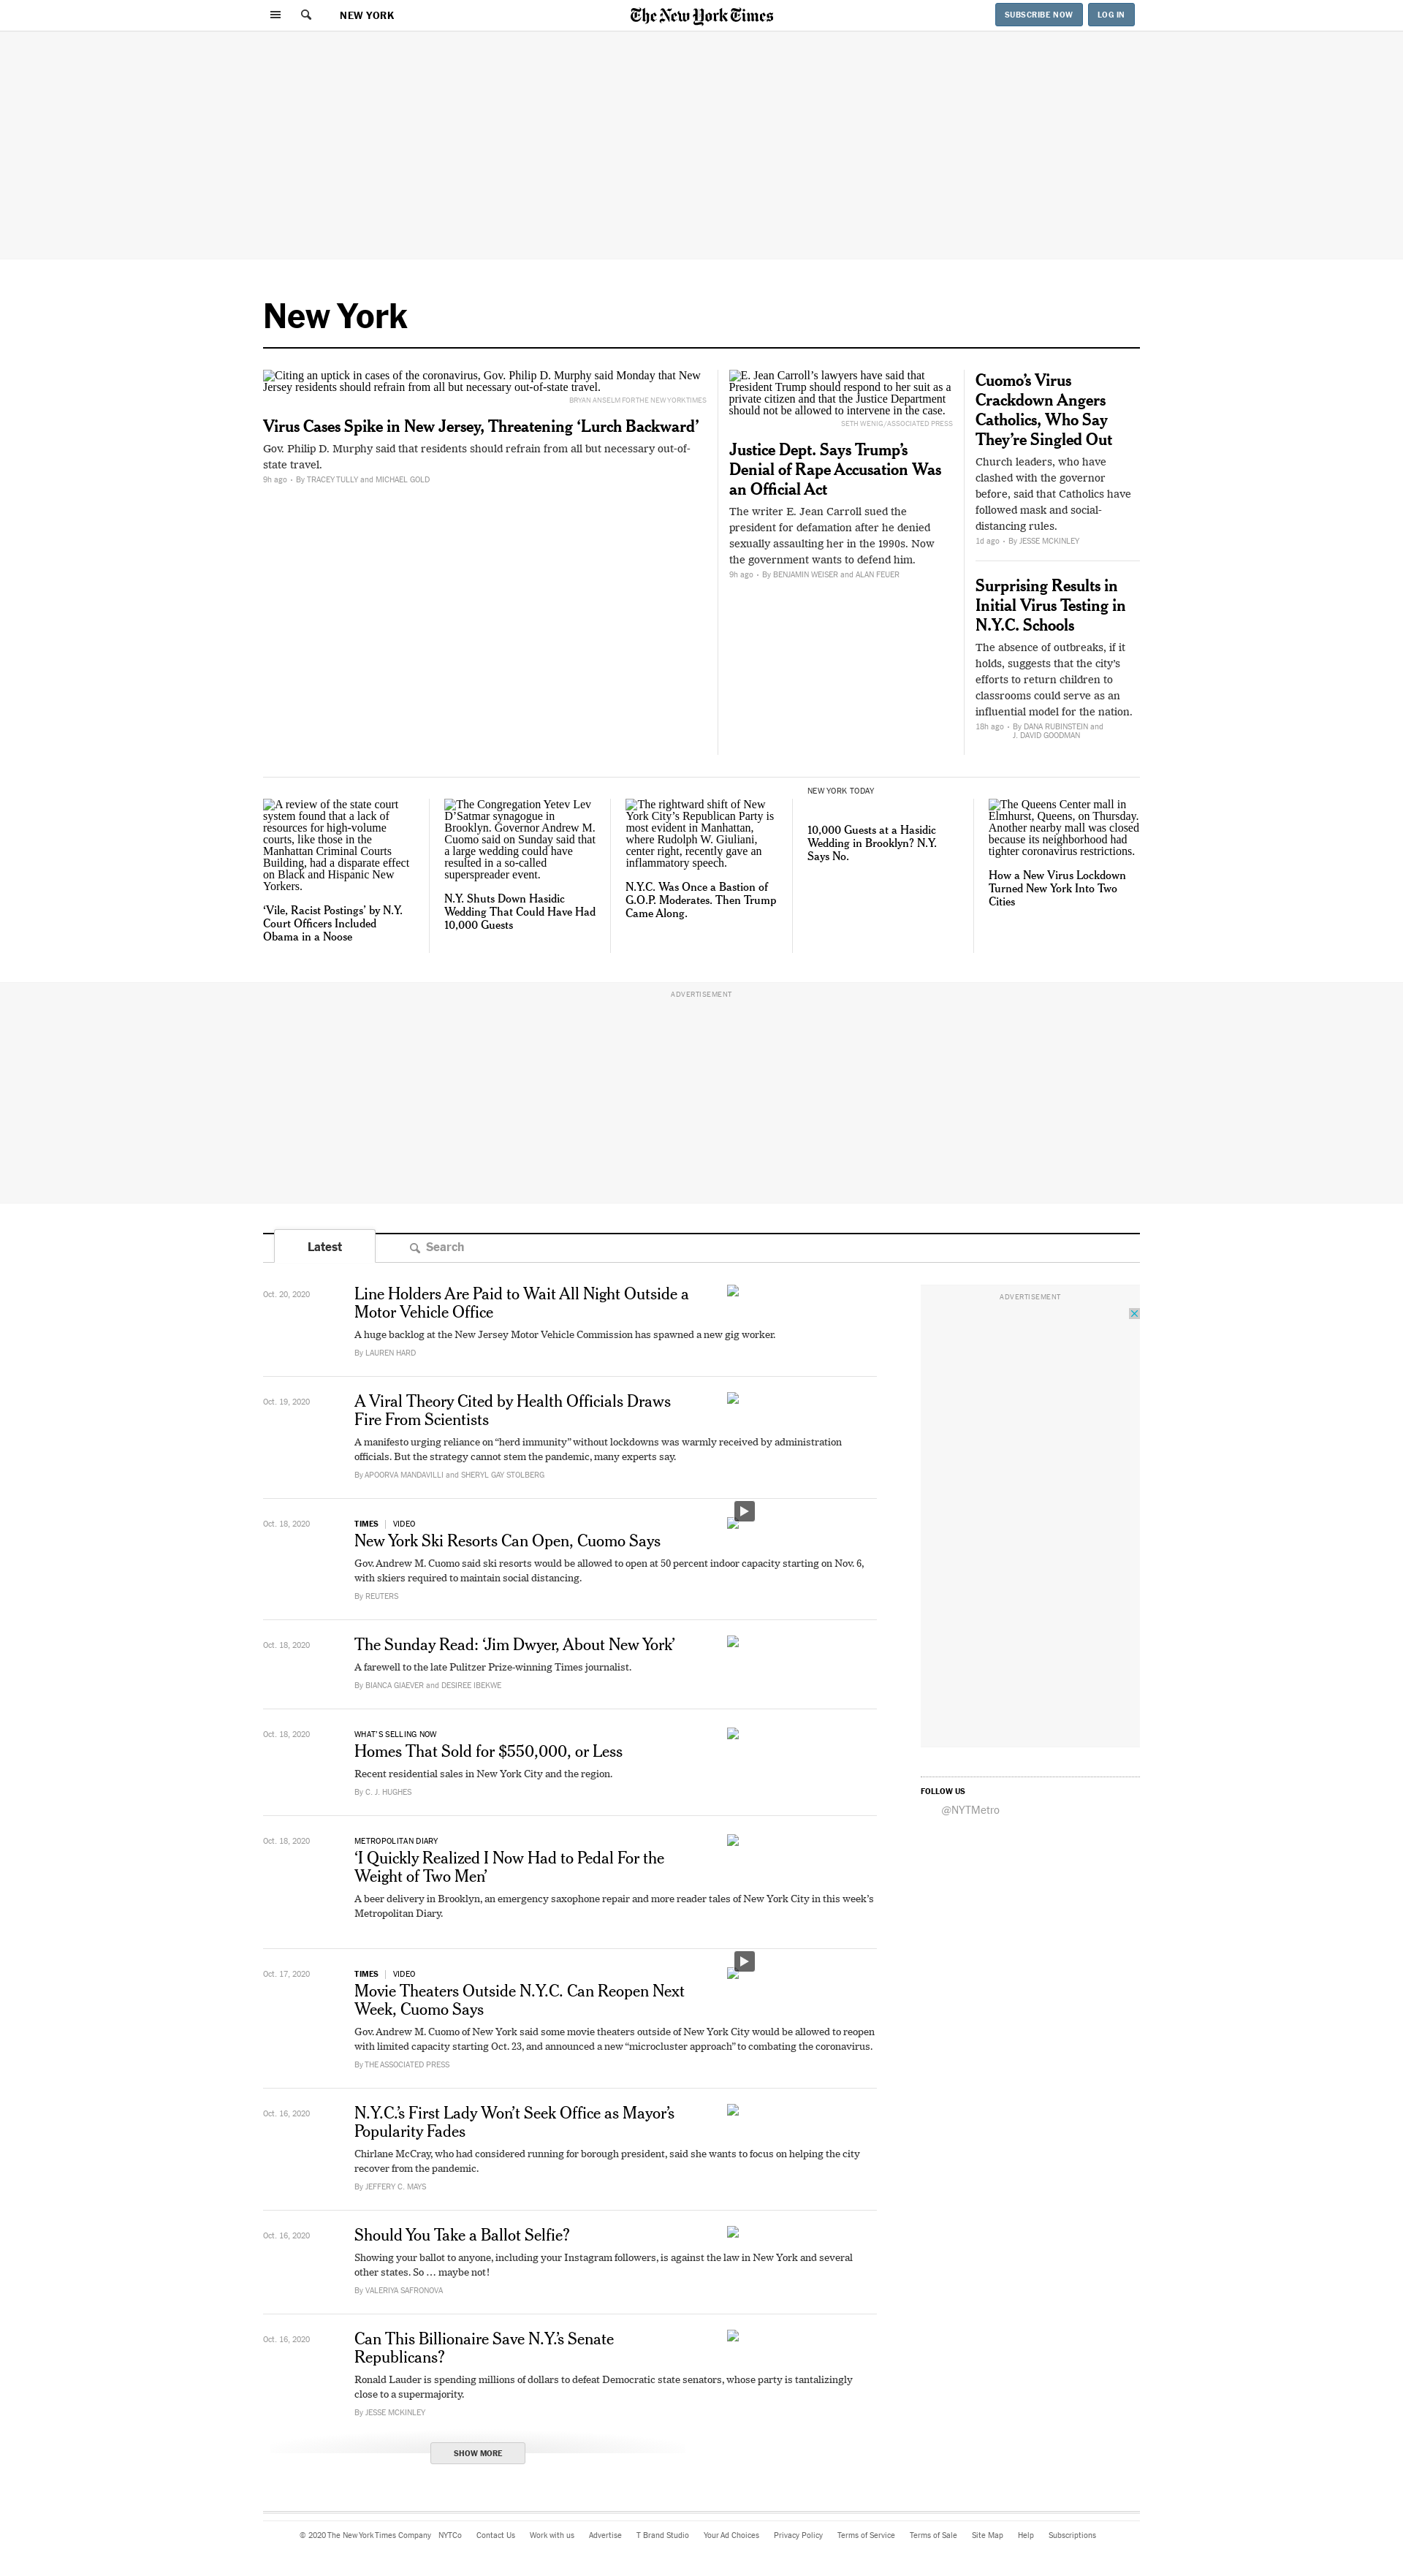 NEW YORK
The New York Times
SUBSCRIBE NOW
LOG IN
New York
Citing an uptick in cases of the coronavirus, Gov. Philip D. Murphy said Monday that New
Jersey residents should refrain from all but necessary out-of-state travel.
BRYAN ANSELM FOR THE NEW YORK TIMES
Virus Cases Spike in New Jersey, Threatening ‘Lurch Backward’
Gov. Philip D. Murphy said that residents should refrain from all but necessary out-of-
state travel.
9h ago • By TRACEY TULLY and MICHAEL GOLD
E. Jean Carroll’s lawyers have said that
President Trump should respond to her suit as a
private citizen and that the Justice Department
should not be allowed to intervene in the case.
SETH WENIG/ASSOCIATED PRESS
Justice Dept. Says Trump’s
Denial of Rape Accusation Was
an Official Act
The writer E. Jean Carroll sued the
president for defamation after he denied
sexually assaulting her in the 1990s. Now
the government wants to defend him.
9h ago • By BENJAMIN WEISER and ALAN FEUER
Cuomo’s Virus
Crackdown Angers
Catholics, Who Say
They’re Singled Out
Church leaders, who have
clashed with the governor
before, said that Catholics have
followed mask and social-
distancing rules.
1d ago • By JESSE MCKINLEY
Surprising Results in
Initial Virus Testing in
N.Y.C. Schools
The absence of outbreaks, if it
holds, suggests that the city’s
efforts to return children to
classrooms could serve as an
influential model for the nation.
18h ago • By DANA RUBINSTEIN and
J. DAVID GOODMAN
A review of the state court
system found that a lack of
resources for high-volume
courts, like those in the
Manhattan Criminal Courts
Building, had a disparate effect
on Black and Hispanic New
Yorkers.
‘Vile, Racist Postings’ by N.Y.
Court Officers Included
Obama in a Noose
The Congregation Yetev Lev
D’Satmar synagogue in
Brooklyn. Governor Andrew M.
Cuomo said on Sunday said that
a large wedding could have
resulted in a so-called
superspreader event.
N.Y. Shuts Down Hasidic
Wedding That Could Have Had
10,000 Guests
The rightward shift of New
York City’s Republican Party is
most evident in Manhattan,
where Rudolph W. Giuliani,
center right, recently gave an
inflammatory speech.
N.Y.C. Was Once a Bastion of
G.O.P. Moderates. Then Trump
Came Along.
NEW YORK TODAY
10,000 Guests at a Hasidic
Wedding in Brooklyn? N.Y.
Says No.
The Queens Center mall in
Elmhurst, Queens, on Thursday.
Another nearby mall was closed
because its neighborhood had
tighter coronavirus restrictions.
How a New Virus Lockdown
Turned New York Into Two
Cities
ADVERTISEMENT
Latest
Search
Oct. 20, 2020
Line Holders Are Paid to Wait All Night Outside a
Motor Vehicle Office
A huge backlog at the New Jersey Motor Vehicle Commission has spawned a new gig worker.
By LAUREN HARD
Oct. 19, 2020
A Viral Theory Cited by Health Officials Draws
Fire From Scientists
A manifesto urging reliance on “herd immunity” without lockdowns was warmly received by administration
officials. But the strategy cannot stem the pandemic, many experts say.
By APOORVA MANDAVILLI and SHERYL GAY STOLBERG
Oct. 18, 2020
TIMES | VIDEO
New York Ski Resorts Can Open, Cuomo Says
Gov. Andrew M. Cuomo said ski resorts would be allowed to open at 50 percent indoor capacity starting on Nov. 6,
with skiers required to maintain social distancing.
By REUTERS
Oct. 18, 2020
The Sunday Read: ‘Jim Dwyer, About New York’
A farewell to the late Pulitzer Prize-winning Times journalist.
By BIANCA GIAEVER and DESIREE IBEKWE
Oct. 18, 2020
WHAT’S SELLING NOW
Homes That Sold for $550,000, or Less
Recent residential sales in New York City and the region.
By C. J. HUGHES
Oct. 18, 2020
METROPOLITAN DIARY
‘I Quickly Realized I Now Had to Pedal For the
Weight of Two Men’
A beer delivery in Brooklyn, an emergency saxophone repair and more reader tales of New York City in this week’s
Metropolitan Diary.
Oct. 17, 2020
TIMES | VIDEO
Movie Theaters Outside N.Y.C. Can Reopen Next
Week, Cuomo Says
Gov. Andrew M. Cuomo of New York said some movie theaters outside of New York City would be allowed to reopen
with limited capacity starting Oct. 23, and announced a new “microcluster approach” to combating the coronavirus.
By THE ASSOCIATED PRESS
Oct. 16, 2020
N.Y.C.’s First Lady Won’t Seek Office as Mayor’s
Popularity Fades
Chirlane McCray, who had considered running for borough president, said she wants to focus on helping the city
recover from the pandemic.
By JEFFERY C. MAYS
Oct. 16, 2020
Should You Take a Ballot Selfie?
Showing your ballot to anyone, including your Instagram followers, is against the law in New York and several
other states. So … maybe not!
By VALERIYA SAFRONOVA
Oct. 16, 2020
Can This Billionaire Save N.Y.’s Senate
Republicans?
Ronald Lauder is spending millions of dollars to defeat Democratic state senators, whose party is tantalizingly
close to a supermajority.
By JESSE MCKINLEY
SHOW MORE
ADVERTISEMENT
FOLLOW US
@NYTMetro
© 2020 The New York Times Company NYTCo Contact Us Work with us Advertise T Brand Studio Your Ad Choices Privacy Policy Terms of Service Terms of Sale Site Map Help Subscriptions